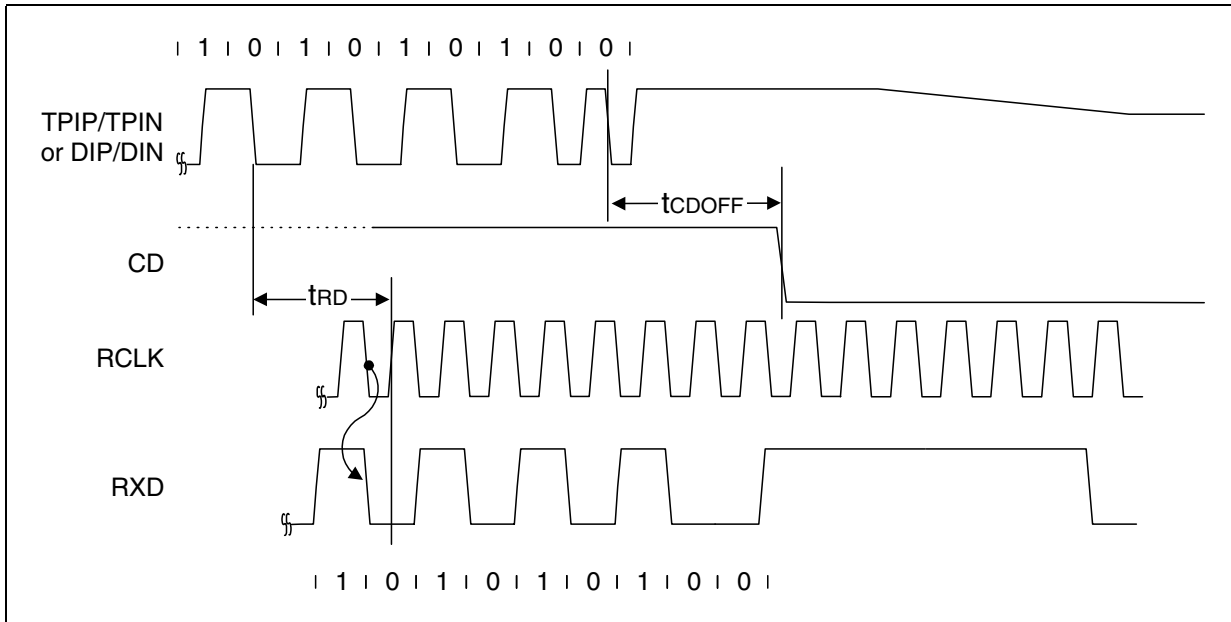 1 0 1 0 1 0 1 0 0
TPIP/TPIN
or DIP/DIN
tCDOFF
CD
tRD
RCLK
RXD
1 0 1 0 1 0 1 0 0